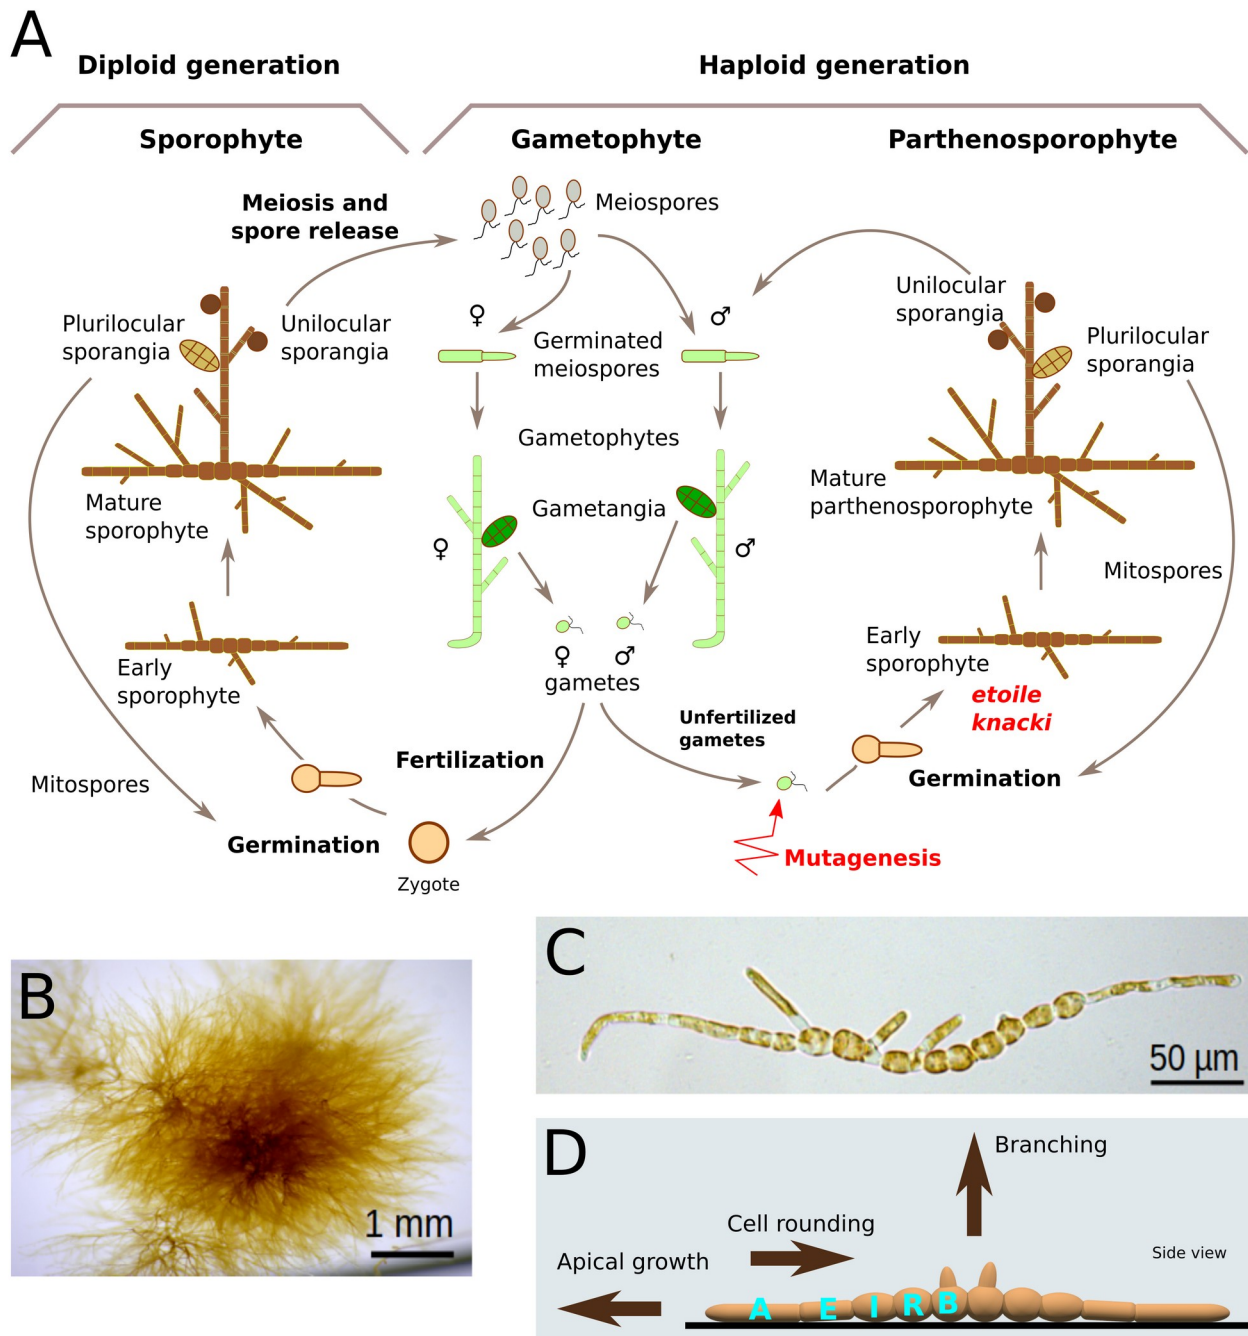 A
Diploid generation
Haploid generation
Sporophyte
Gametophyte
Parthenosporophyte
Meiosis and
spore release
Meiospores
Plurilocular
sporangia
Unilocular
sporangia
♀
♂
Germinated
meiospores
Unilocular
sporangia
Plurilocular
sporangia
Gametophytes
Gametangia
♀
♂
Mature
sporophyte
Mature
parthenosporophyte
Mitospores
Early
sporophyte
♀
♂
gametes
Early
sporophyte
etoile
knacki
Unfertilized
gametes
Fertilization
Germination
Mitospores
Germination
Zygote
Mutagenesis
B
1 mm
C
50 µm
D
Branching
Cell rounding
Apical growth
Side view
A E I R B